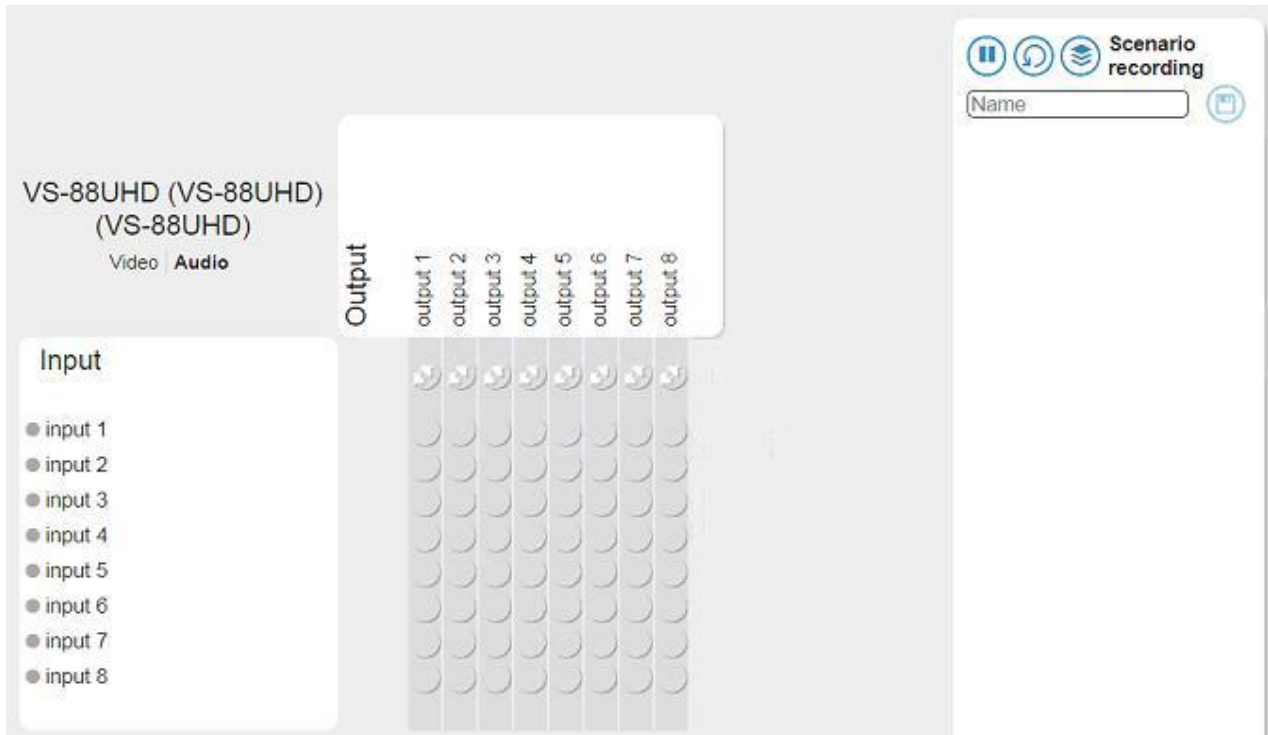 Scenario
recording
Name
VS-88UHD (VS-88UHD)
(VS-88UHD)
Video Audio
Output
output 1
output 2
output 3
output 4
output 5
output 6
output 7
output 8
Input
input 1
input 2
input 3
input 4
input 5
input 6
input 7
input 8